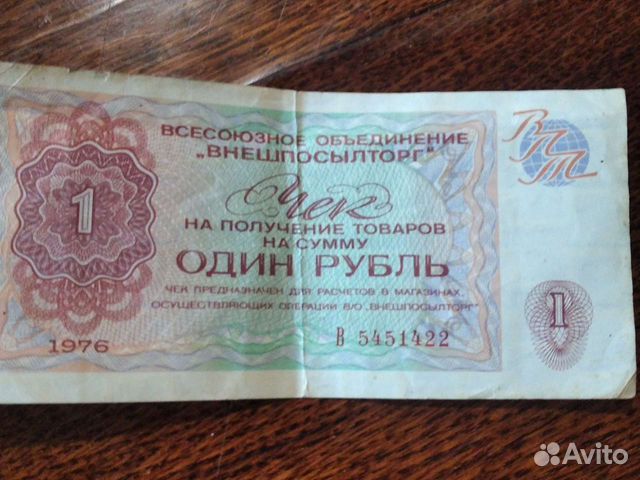 ВСЕСОЮЗНОЕ ОБЪЕДИНЕНИЕ
„ВНЕШПОСЫЛТОРГ"
ВПТ
Чек
НА ПОЛУЧЕНИЕ ТОВАРОВ
НА СУММУ
ОДИН РУБЛЬ
ЧЕК ПРЕДНАЗНАЧЕН ДЛЯ РАСЧЕТОВ В МАГАЗИНАХ,
ОСУЩЕСТВЛЯЮЩИХ ОПЕРАЦИИ В/О „ВНЕШПОСЫЛТОРГ"
1
1
1976
В 5451422
Avito